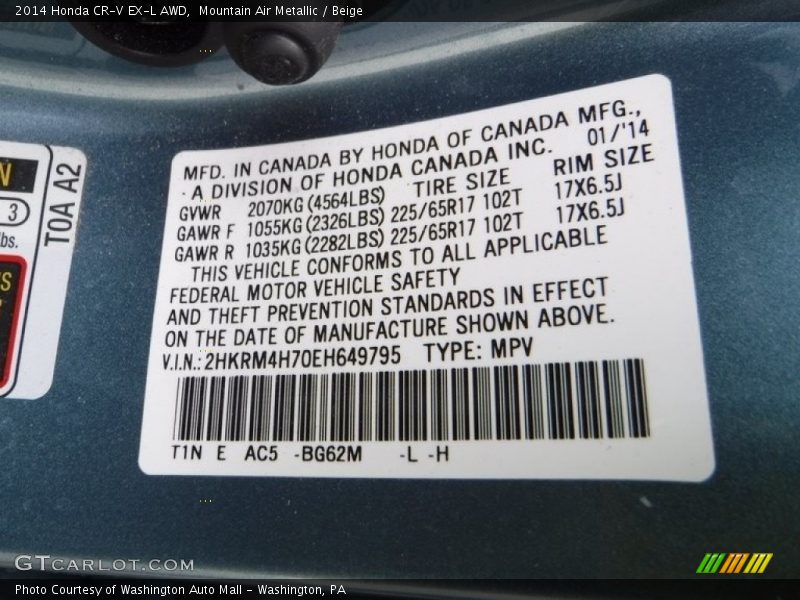 2014 Honda CR-V EX-L AWD,  Mountain Air Metallic / Beige
MFD. IN CANADA BY HONDA OF CANADA MFG.,
- A DIVISION OF HONDA CANADA INC. 01/'14
GVWR 2070KG (4564LBS) TIRE SIZE RIM SIZE
GAWR F 1055KG (2326LBS) 225/65R17 102T 17X6.5J
GAWR R 1035KG (2282LBS) 225/65R17 102T 17X6.5J
THIS VEHICLE CONFORMS TO ALL APPLICABLE
FEDERAL MOTOR VEHICLE SAFETY
AND THEFT PREVENTION STANDARDS IN EFFECT
ON THE DATE OF MANUFACTURE SHOWN ABOVE.
V.I.N.: 2HKRM4H70EH649795 TYPE: MPV
T1N E AC5 -BG62M -L -H
N
3
lbs.
T0A A2
GTCARLOT.COM
Photo Courtesy of Washington Auto Mall - Washington, PA